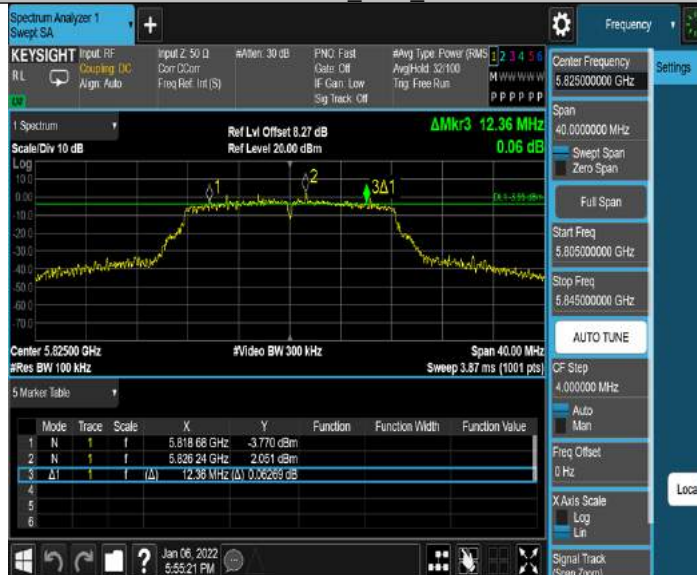 Spectrum Analyzer 1
Swept SA
+
Frequency
KEYSIGHT Input: RF
RL Coupling: DC
Align: Auto
LXI
Input Z: 50 Ω
Corr CCorr
Freq Ref: Int (S)
#Atten: 30 dB
PNO: Fast
Gate: Off
IF Gain: Low
Sig Track: Off
#Avg Type: Power (RMS
Avg|Hold: 32/100
Trig: Free Run
1 2 3 4 5 6
M W W W W W
P P P P P P
1 Spectrum
Scale/Div 10 dB
Ref Lvl Offset 8.27 dB
Ref Level 20.00 dBm
ΔMkr3 12.36 MHz
0.06 dB
Log
10.0
0.00
-10.0
-20.0
-30.0
-40.0
-50.0
-60.0
-70.0
1
2
3Δ1
Center 5.82500 GHz
#Res BW 100 kHz
#Video BW 300 kHz
Span 40.00 MHz
Sweep 3.87 ms (1001 pts)
5 Marker Table
Mode Trace Scale X Y Function Function Width Function Value
1 N 1 f 5.818 68 GHz -3.770 dBm
2 N 1 f 5.826 24 GHz 2.051 dBm
3 Δ1 1 f (Δ) 12.36 MHz (Δ) 0.06269 dB
4
5
6
?
Jan 06, 2022
5:55:21 PM
Center Frequency
5.825000000 GHz
Settings
Span
40.0000000 MHz
Swept Span
Zero Span
Full Span
Start Freq
5.805000000 GHz
Stop Freq
5.845000000 GHz
AUTO TUNE
CF Step
4.000000 MHz
Auto
Man
Freq Offset
0 Hz
X Axis Scale
Log
Lin
Signal Track
(Span Zoom)
Loca